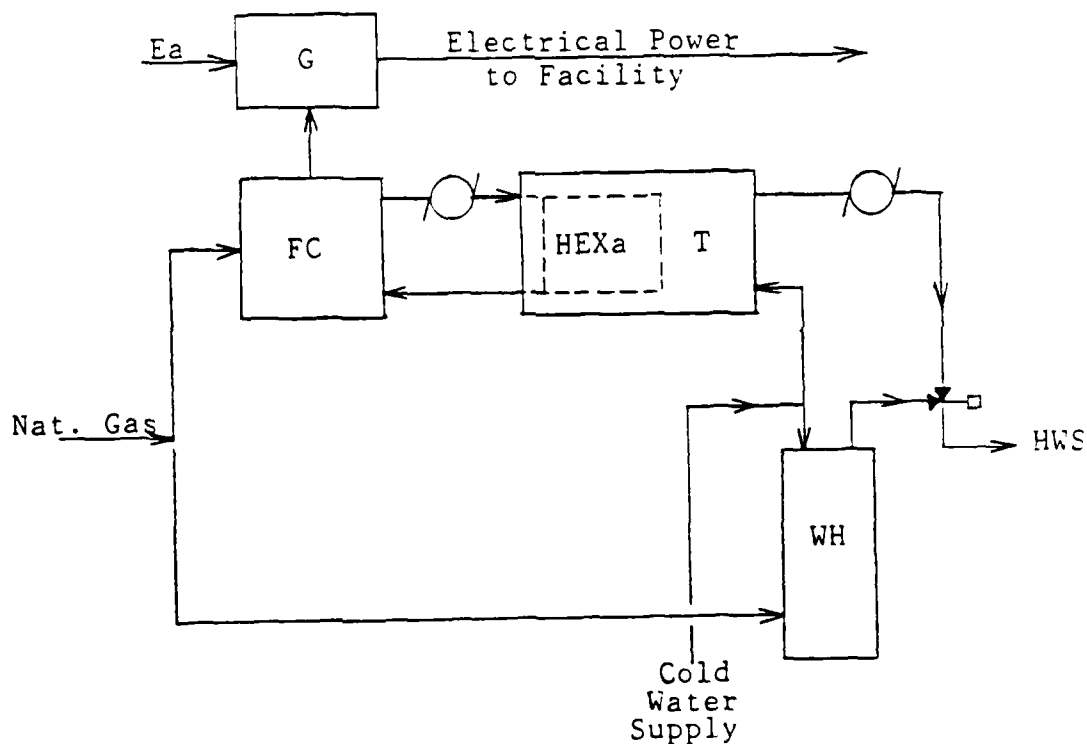 Ea
G
Electrical Power
to Facility
FC
HEXa
T
Nat. Gas
HWS
WH
Cold
Water
Supply